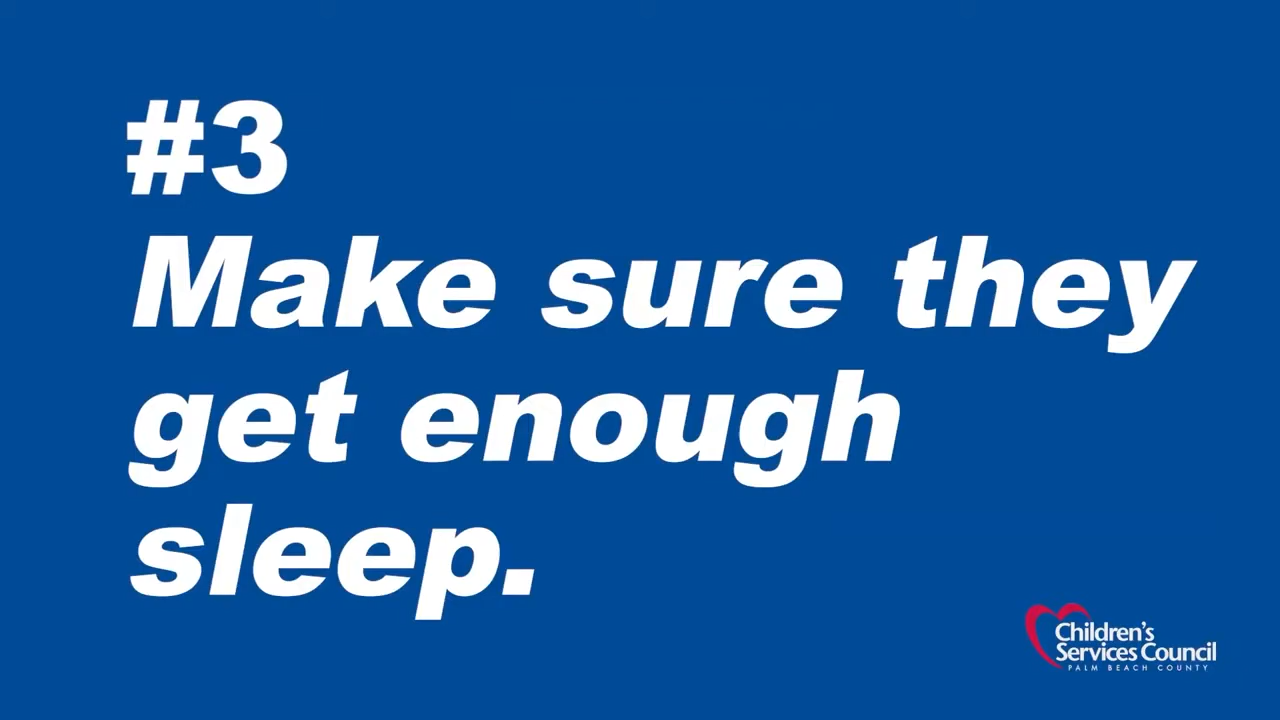 #3
Make sure they
get enough
sleep.
Children's
Services Council
PALM BEACH COUNTY